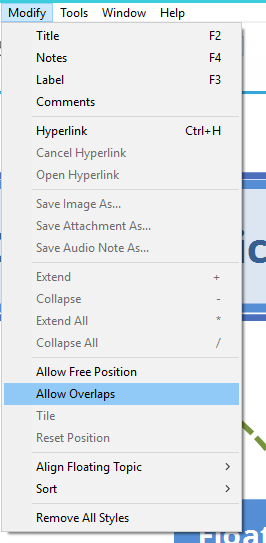 Modify Tools Window Help
Title F2
Notes F4
Label F3
Comments
Hyperlink Ctrl+H
Cancel Hyperlink
Open Hyperlink
Save Image As...
Save Attachment As...
Save Audio Note As...
Extend +
Collapse -
Extend All *
Collapse All /
Allow Free Position
Allow Overlaps
Tile
Reset Position
Align Floating Topic >
Sort >
Remove All Styles
ic
Float